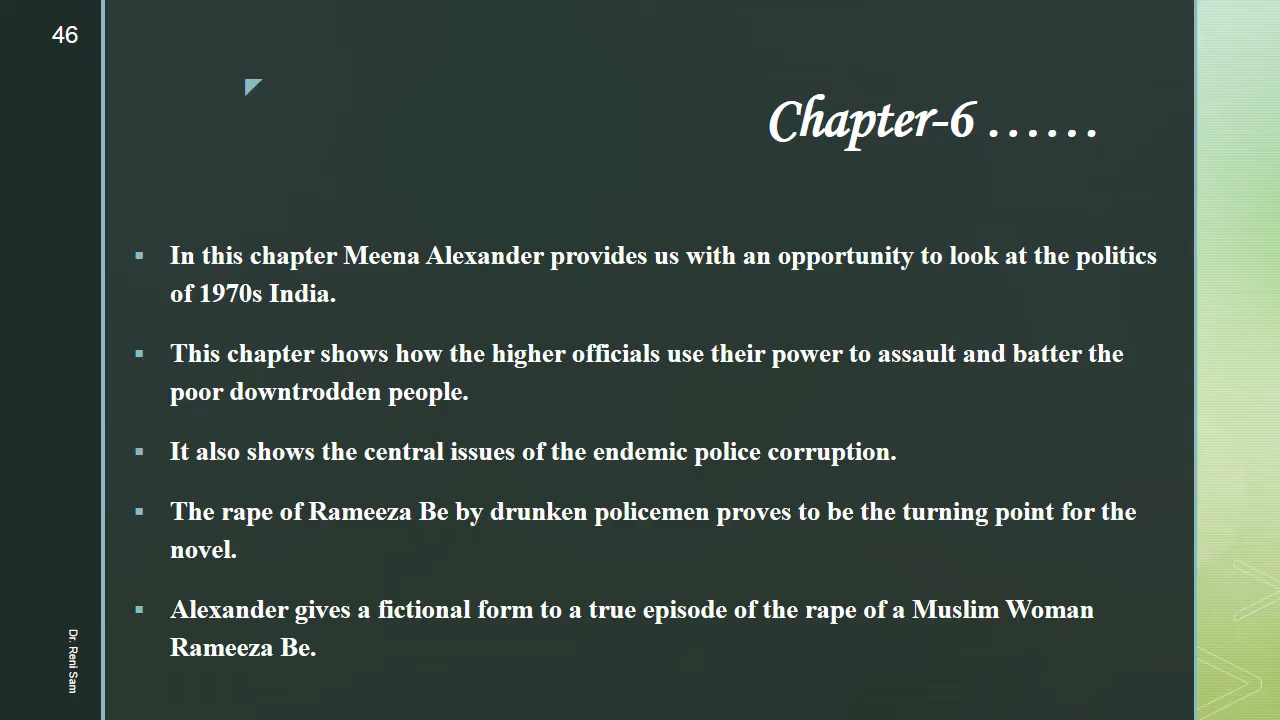 46
Chapter-6 ......
▪ In this chapter Meena Alexander provides us with an opportunity to look at the politics
of 1970s India.
▪ This chapter shows how the higher officials use their power to assault and batter the
poor downtrodden people.
▪ It also shows the central issues of the endemic police corruption.
▪ The rape of Rameeza Be by drunken policemen proves to be the turning point for the
novel.
▪ Alexander gives a fictional form to a true episode of the rape of a Muslim Woman
Rameeza Be.
Dr. Reni Sam